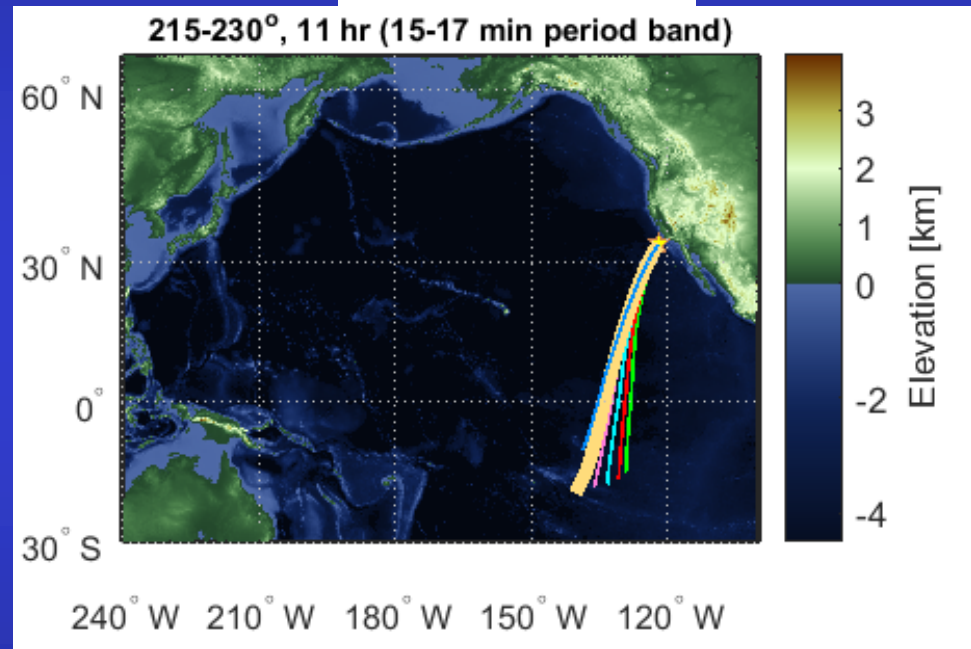 215-230°, 11 hr (15-17 min period band)
60° N
30° N
0°
30° S
240° W 210° W 180° W 150° W 120° W
3
2
1
0
-2
-4
Elevation [km]